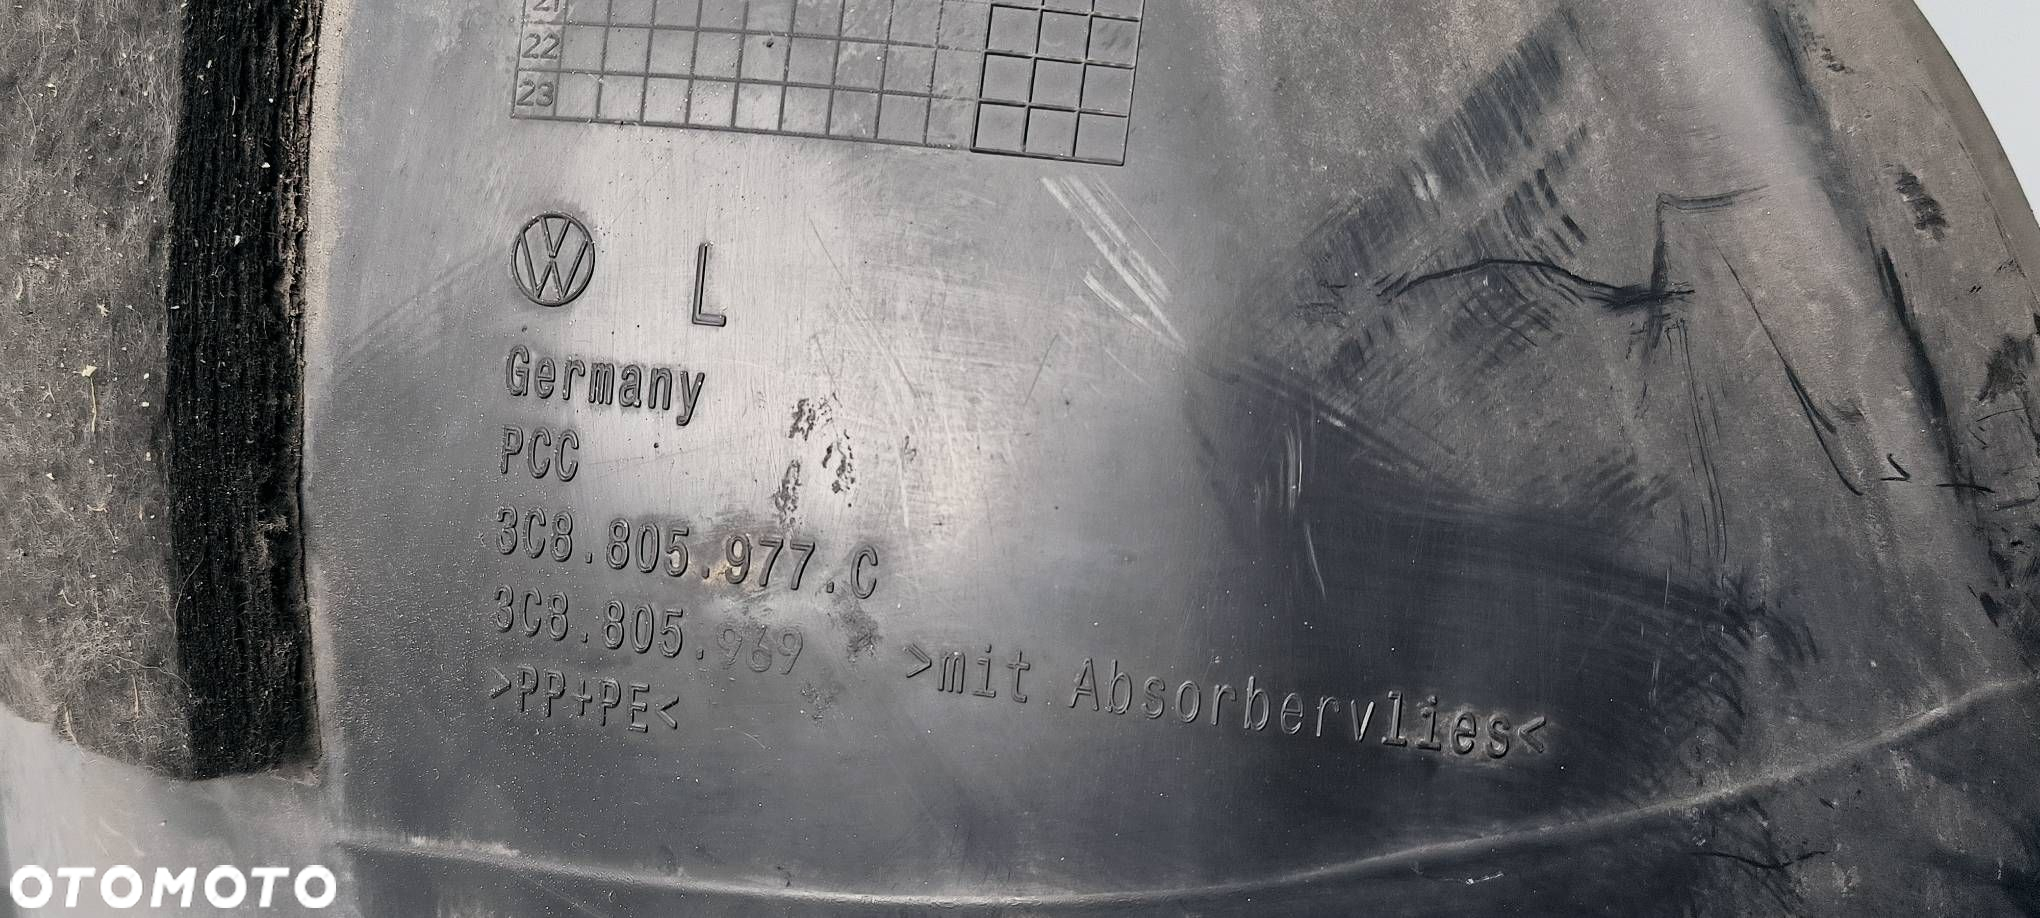 21
22
23
L
Germany
PCC
3C8.805.977.C
3C8.805.969 >mit Absorbervlies<
>PP+PE<
OTOMOTO